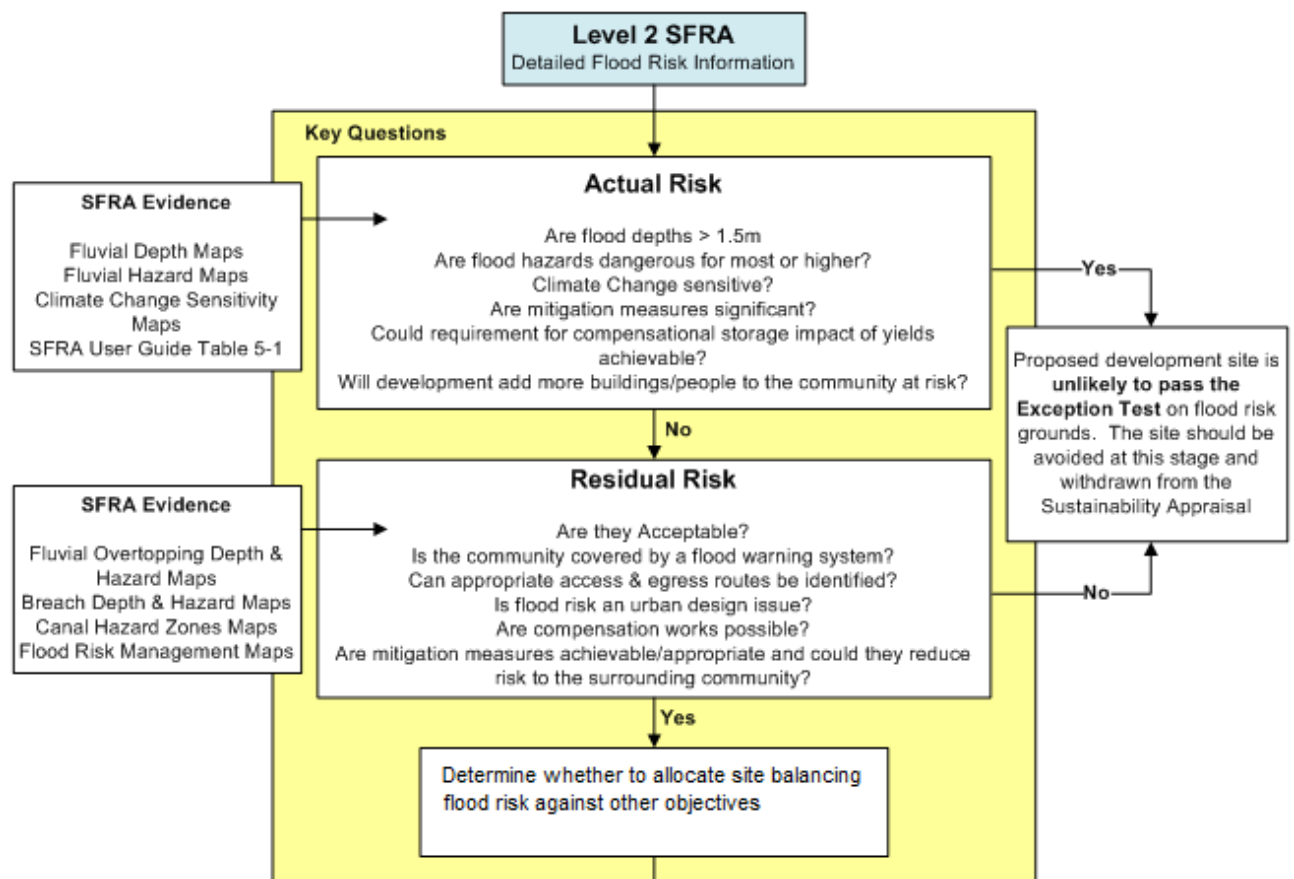 Level 2 SFRA
Detailed Flood Risk Information
Key Questions
SFRA Evidence
Fluvial Depth Maps
Fluvial Hazard Maps
Climate Change Sensitivity
Maps
SFRA User Guide Table 5-1
Actual Risk
Are flood depths > 1.5m
Are flood hazards dangerous for most or higher?
Climate Change sensitive?
Are mitigation measures significant?
Could requirement for compensational storage impact of yields
achievable?
Will development add more buildings/people to the community at risk?
Yes
Proposed development site is
unlikely to pass the
Exception Test on flood risk
grounds. The site should be
avoided at this stage and
withdrawn from the
Sustainability Appraisal
No
SFRA Evidence
Fluvial Overtopping Depth &
Hazard Maps
Breach Depth & Hazard Maps
Canal Hazard Zones Maps
Flood Risk Management Maps
Residual Risk
Are they Acceptable?
Is the community covered by a flood warning system?
Can appropriate access & egress routes be identified?
Is flood risk an urban design issue?
Are compensation works possible?
Are mitigation measures achievable/appropriate and could they reduce
risk to the surrounding community?
No
Yes
Determine whether to allocate site balancing
flood risk against other objectives